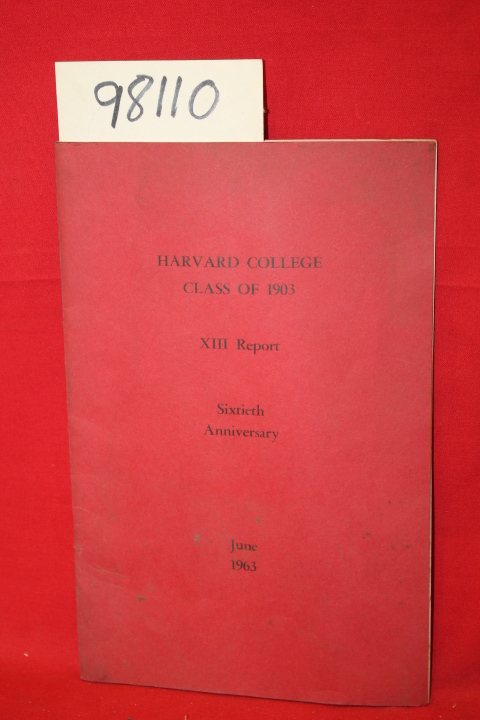 98110
HARVARD COLLEGE
CLASS OF 1903
XIII Report
Sixtieth
Anniversary
June
1963